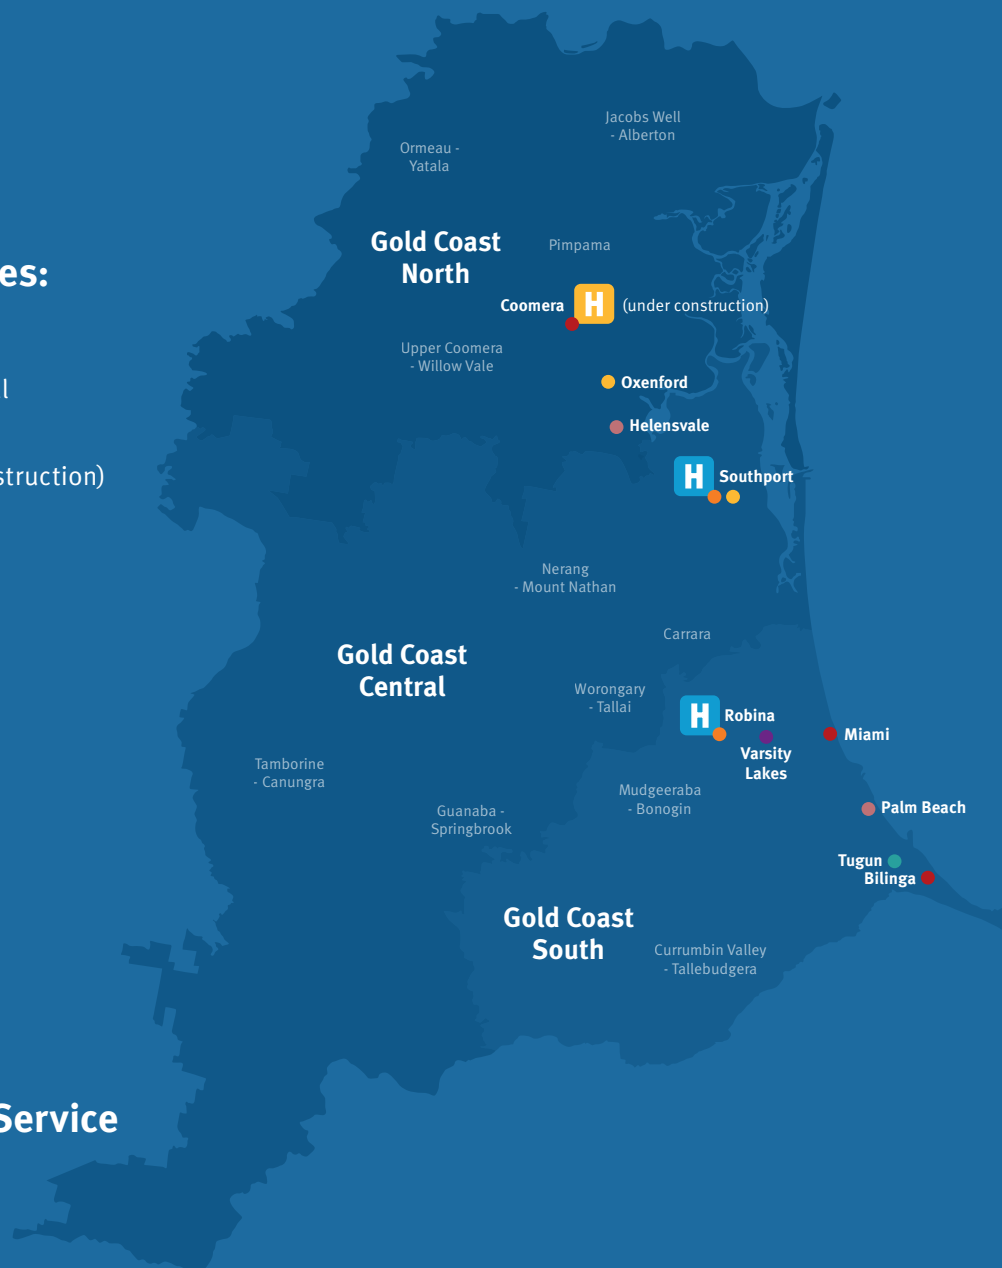 Jacobs Well
- Alberton
Ormeau -
Yatala
Gold Coast
North
Pimpama
es:
Coomera
H
(under construction)
Upper Coomera
- Willow Vale
Oxenford
l
Helensvale
struction)
H
Southport
Nerang
- Mount Nathan
Carrara
Gold Coast
Central
Worongary
- Tallai
H
Robina
Varsity
Lakes
Miami
Tamborine
- Canungra
Mudgeeraba
- Bonogin
Guanaba -
Springbrook
Palm Beach
Tugun
Bilinga
Gold Coast
South
Currumbin Valley
- Tallebudgera
Service